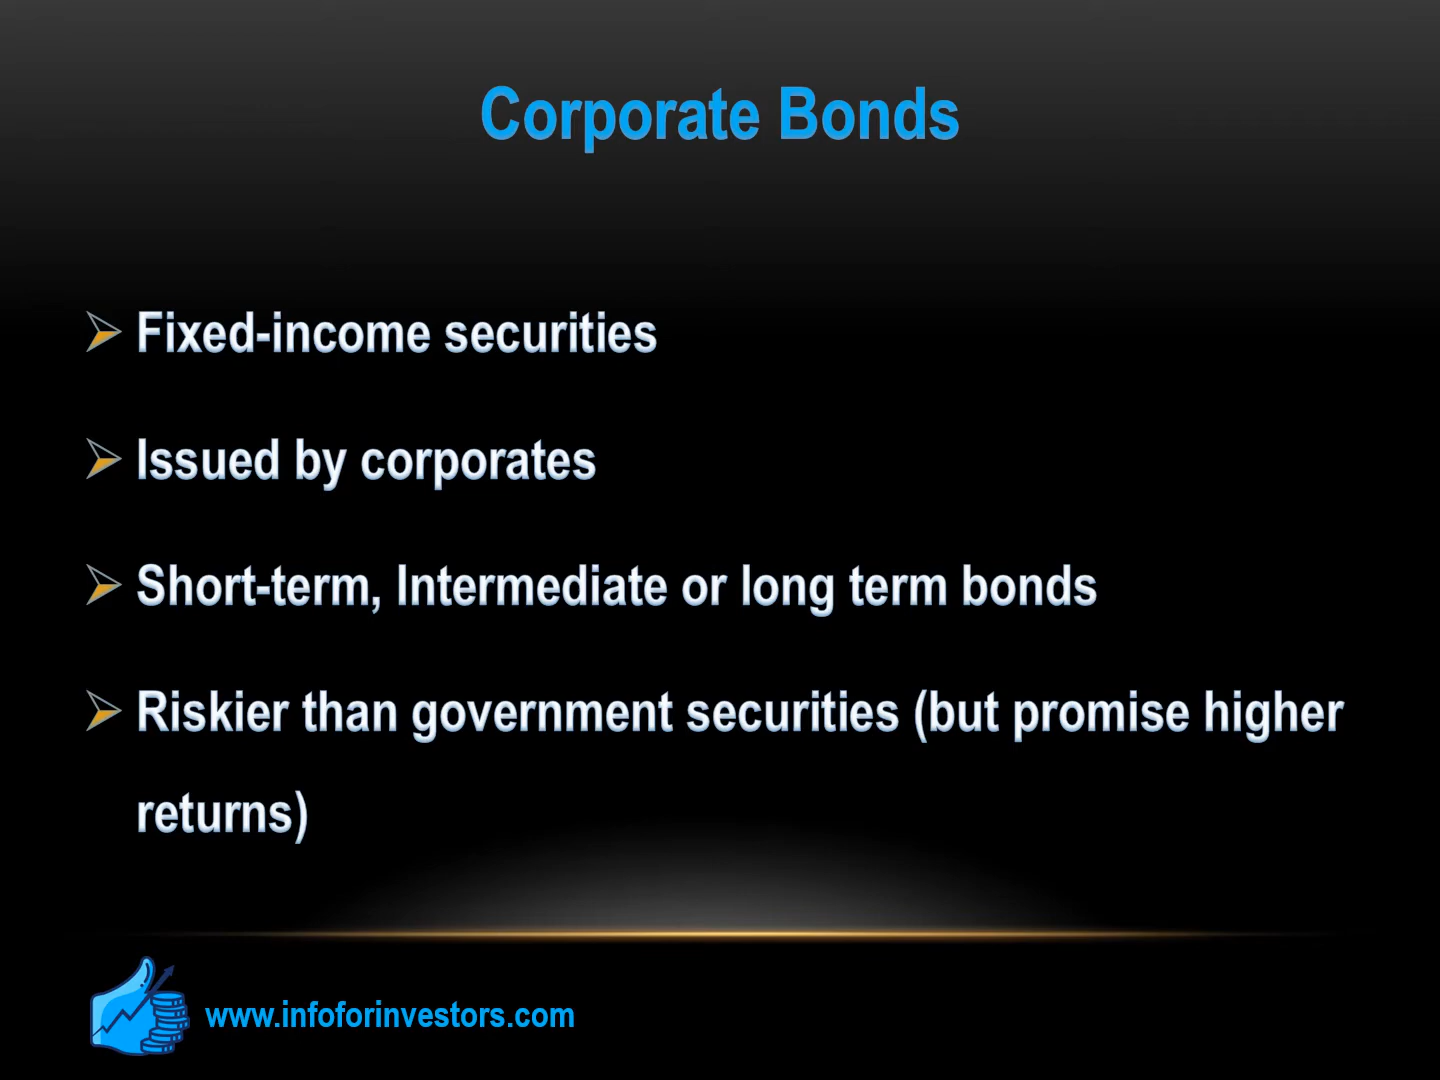 Corporate Bonds
Fixed-income securities
Issued by corporates
Short-term, Intermediate or long term bonds
Riskier than government securities (but promise higher
returns)
www.infoforinvestors.com